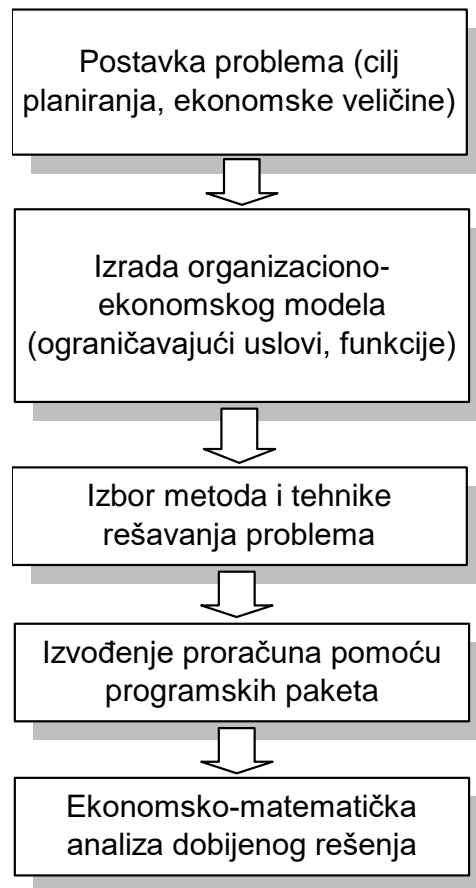 Postavka problema (cilj
planiranja, ekonomske veličine)
Izrada organizaciono-
ekonomskog modela
(ograničavajući uslovi, funkcije)
Izbor metoda i tehnike
rešavanja problema
Izvođenje proračuna pomoću
programskih paketa
Ekonomsko-matematička
analiza dobijenog rešenja